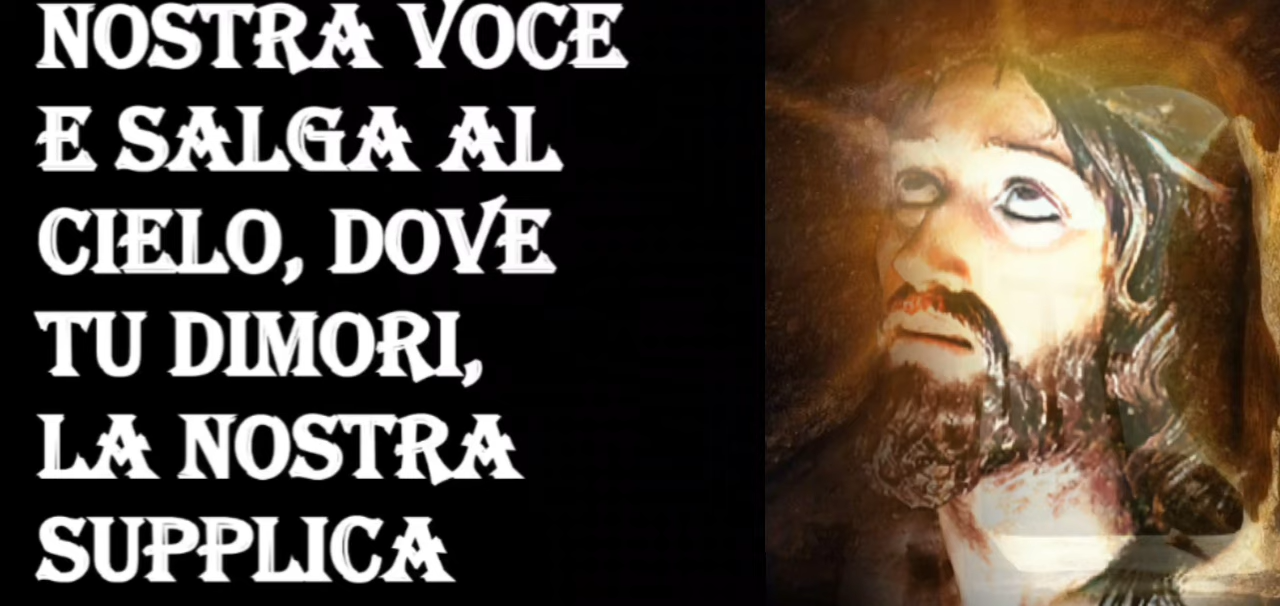 NOSTRA VOCE
E SALGA AL
CIELO, DOVE
TU DIMORI,
LA NOSTRA
SUPPLICA